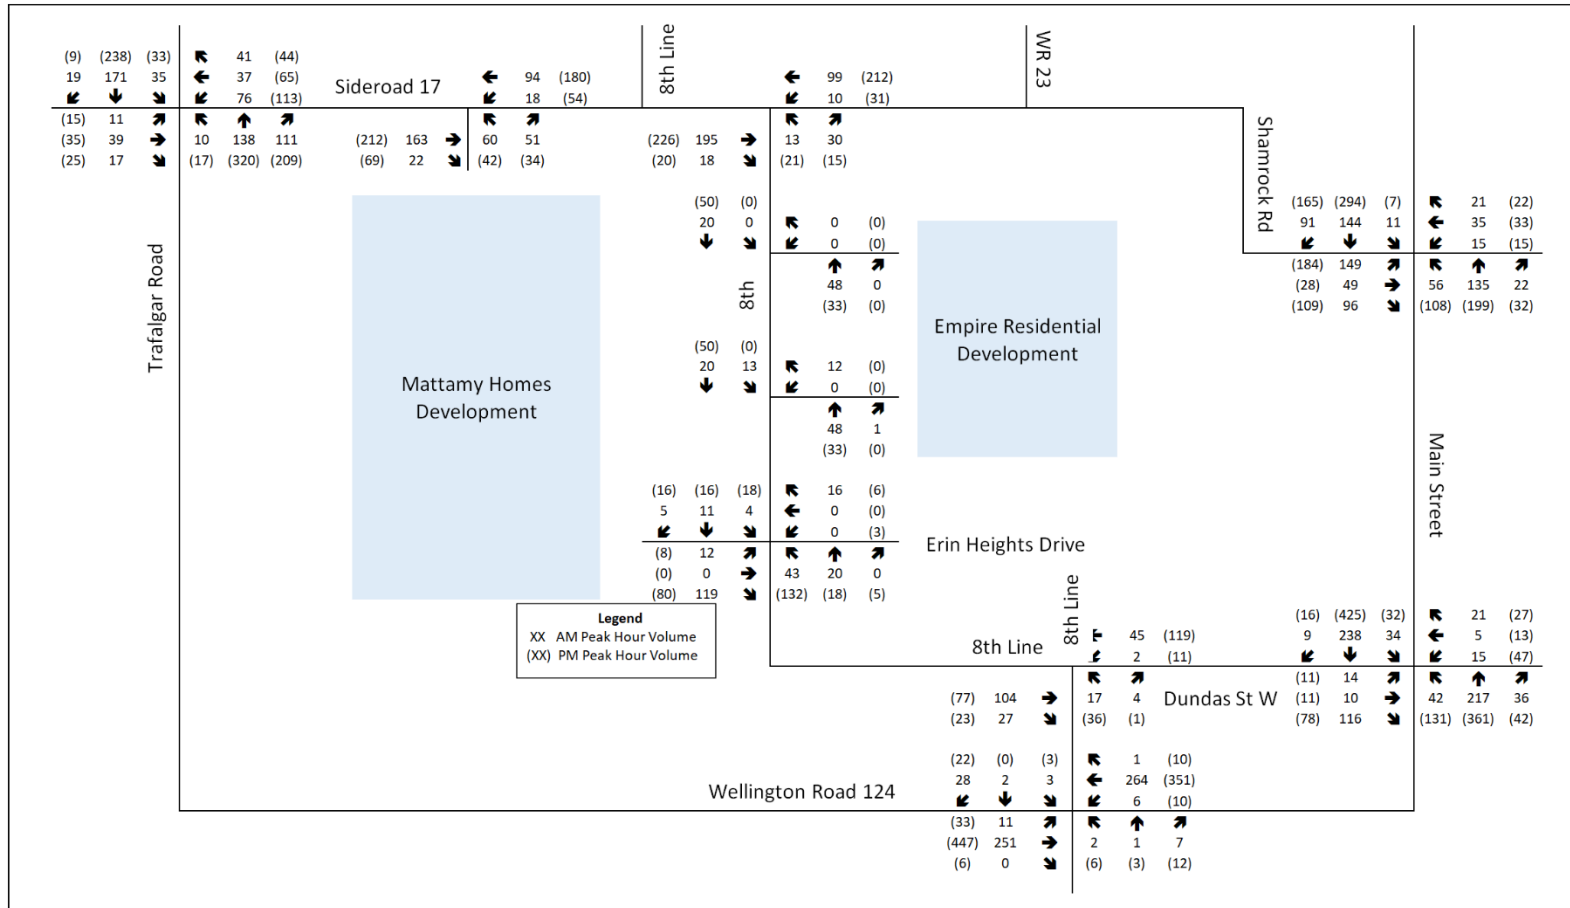 (9) (238) (33) 41 (44)
19 171 35 37 (65)
76 (113)
(15) 11
(35) 39 10 138 111
(25) 17 (17) (320) (209)
Sideroad 17
94 (180)
18 (54)
(212) 163 60 51
(69) 22 (42) (34)
8th Line
99 (212)
10 (31)
(226) 195 13 30
(20) 18 (21) (15)
WR 23
Shamrock Rd
(165) (294) (7) 21 (22)
91 144 11 35 (33)
15 (15)
(184) 149
(28) 49 56 135 22
(109) 96 (108) (199) (32)
Trafalgar Road
Mattamy Homes
Development
(50) (0)
20 0 0 (0)
0 (0)
48 0
(33) (0)
8th
Empire Residential
Development
(50) (0)
20 13 12 (0)
0 (0)
48 1
(33) (0)
Main Street
(16) (16) (18) 16 (6)
5 11 4 0 (0)
0 (3)
(8) 12
(0) 0 43 20 0
(80) 119 (132) (18) (5)
Erin Heights Drive
Legend
XX AM Peak Hour Volume
(XX) PM Peak Hour Volume
8th Line
8th Line
45 (119)
2 (11)
(77) 104 17 4
(23) 27 (36) (1)
Dundas St W
(16) (425) (32) 21 (27)
9 238 34 5 (13)
15 (47)
(11) 14
(11) 10 42 217 36
(78) 116 (131) (361) (42)
Wellington Road 124
(22) (0) (3) 1 (10)
28 2 3 264 (351)
6 (10)
(33) 11
(447) 251 2 1 7
(6) 0 (6) (3) (12)